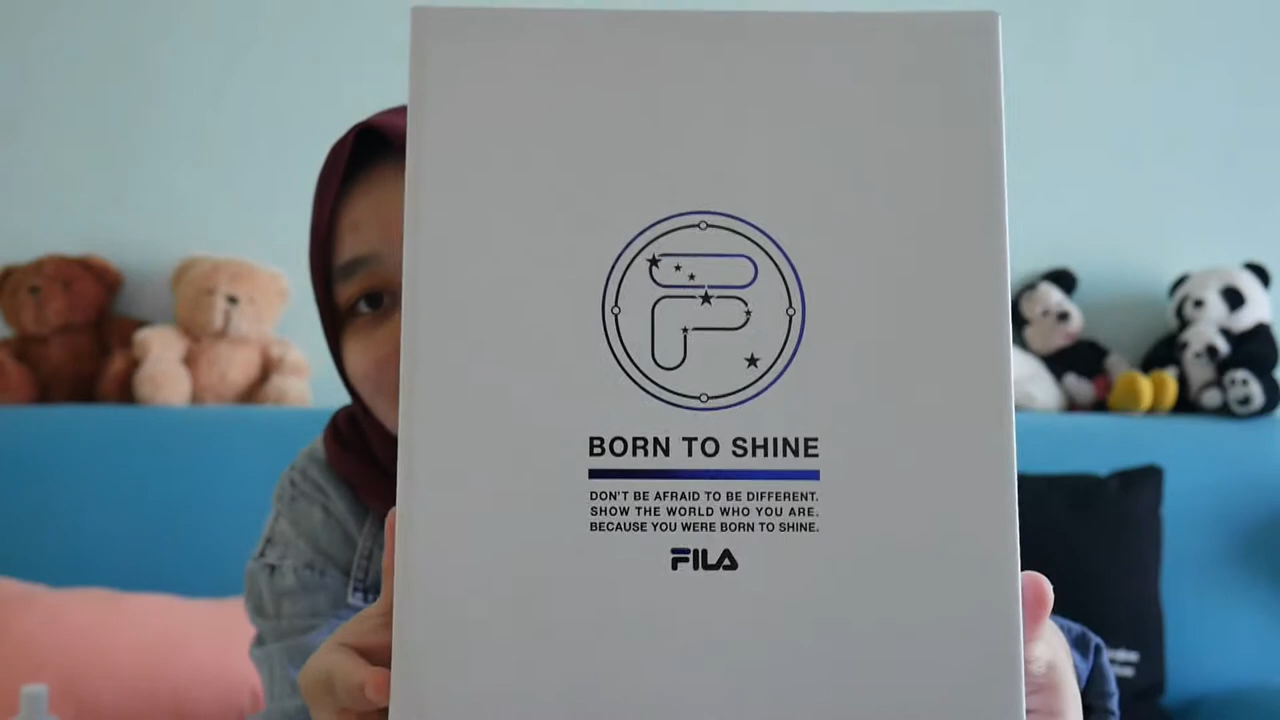 BORN TO SHINE
DON'T BE AFRAID TO BE DIFFERENT.
SHOW THE WORLD WHO YOU ARE.
BECAUSE YOU WERE BORN TO SHINE.
FILA